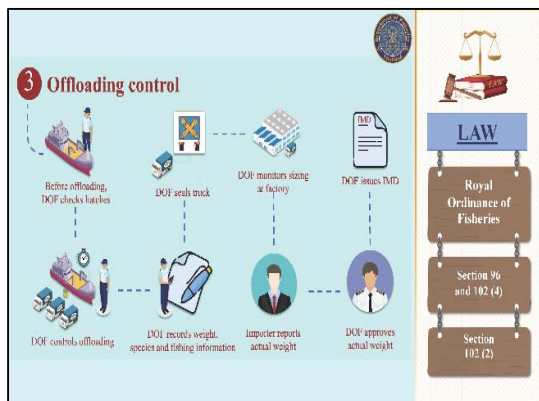 3 Offloading control
Before offloading,
DOF checks hatches
DOF seals truck
DOF monitors sizing
at factory
IMD
DOF issues IMD
DOF controls offloading
DOF records weight,
species and fishing information
Importer reports
actual weight
DOF approves
actual weight
LAW
LAW
Royal
Ordinance of
Fisheries
Section 96
and 102 (4)
Section
102 (2)